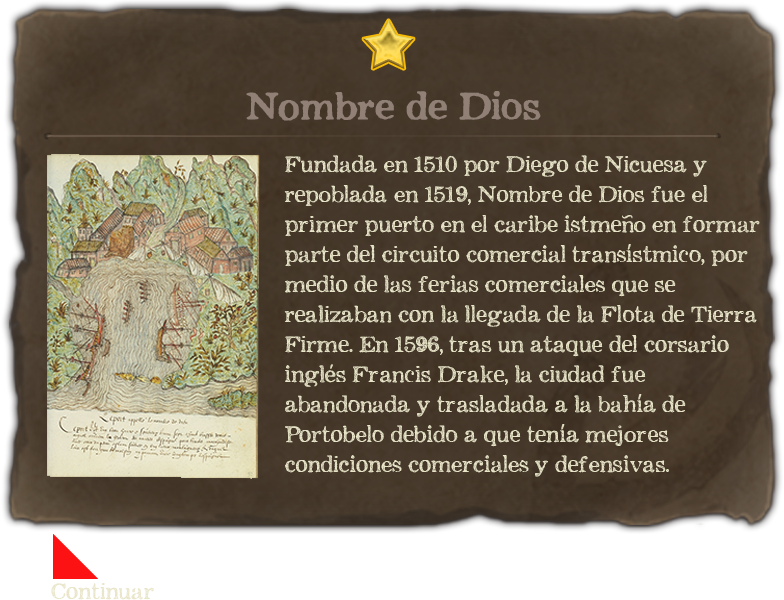 Nombre de Dios
Fundada en 1510 por Diego de Nicuesa y
repoblada en 1519, Nombre de Dios fue el
primer puerto en el caribe istmeño en formar
parte del circuito comercial transístmico, por
medio de las ferias comerciales que se
realizaban con la llegada de la Flota de Tierra
Firme. En 1596, tras un ataque del corsario
inglés Francis Drake, la ciudad fue
abandonada y trasladada a la bahía de
Portobelo debido a que tenía mejores
condiciones comerciales y defensivas.
Continuar